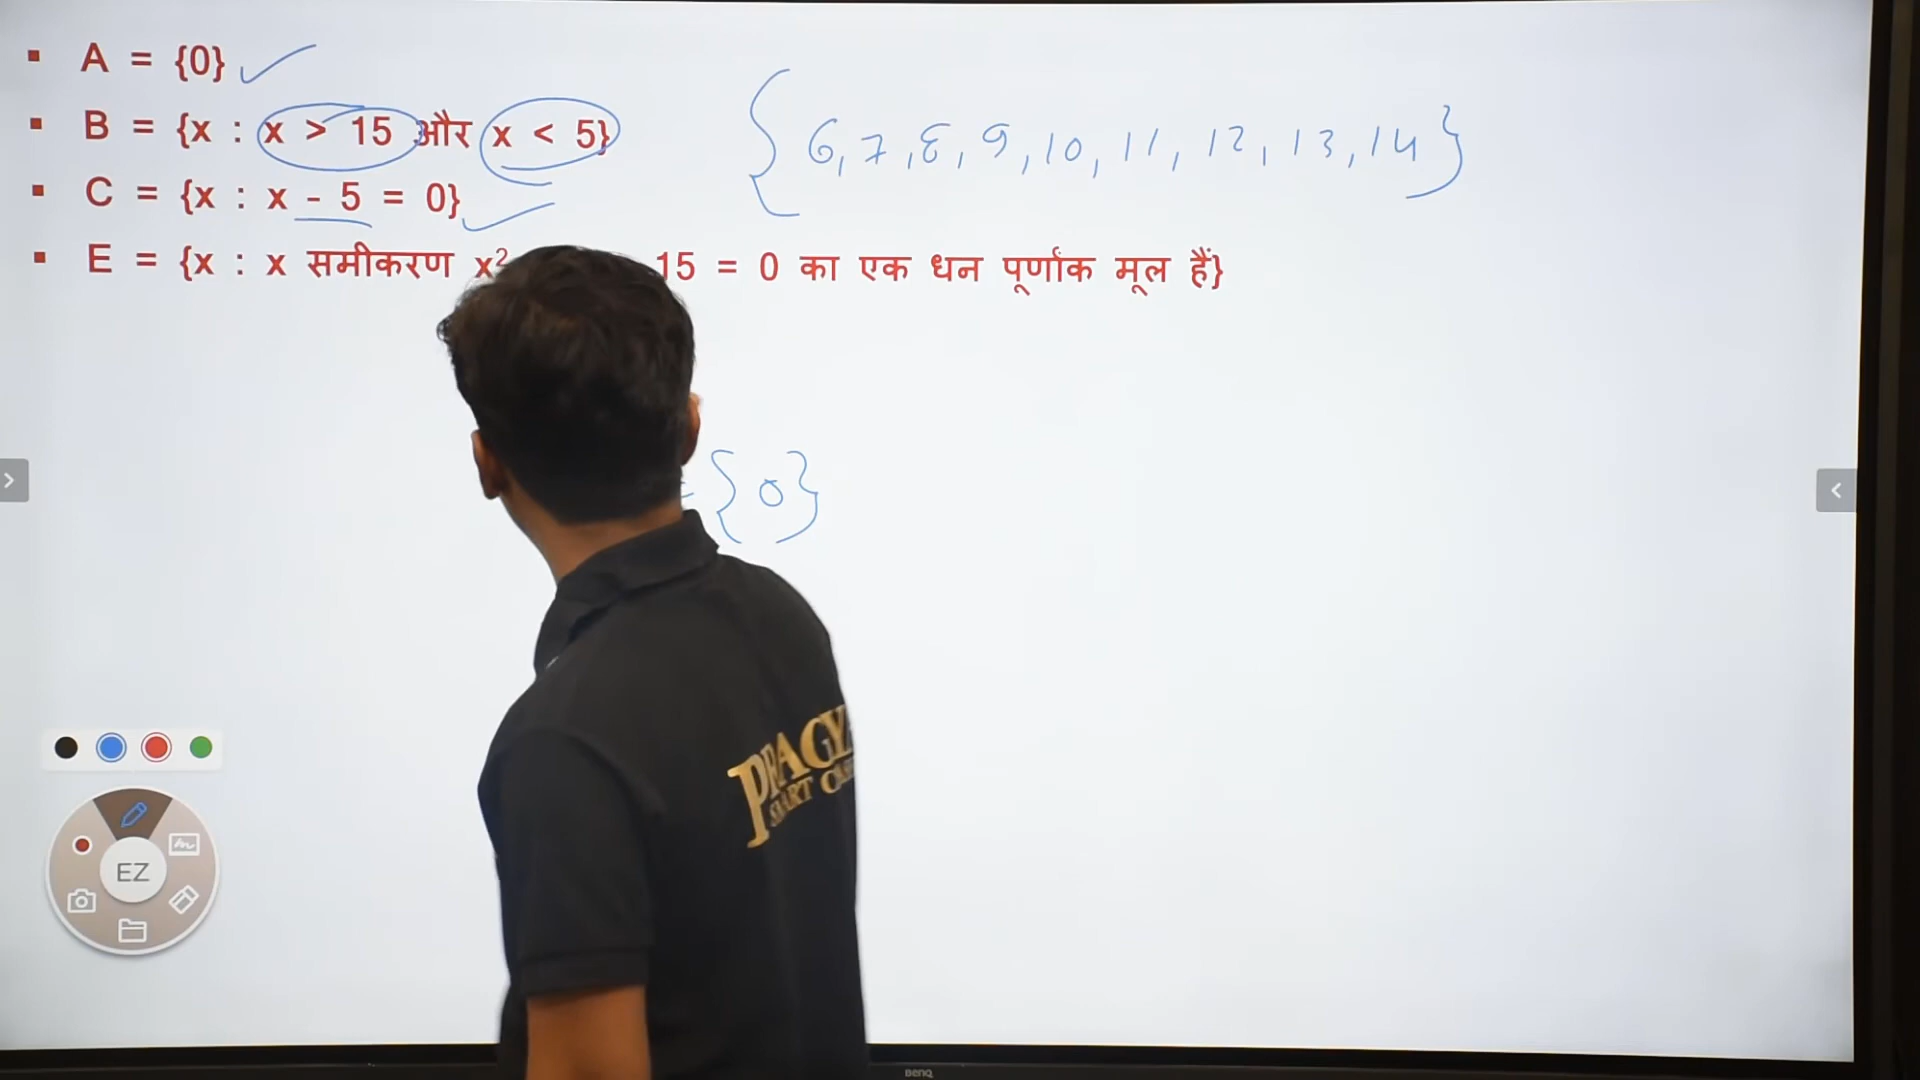 ▪ A = {0}
▪ B = {x : x > 15 और x < 5}
▪ C = {x : x - 5 = 0}
▪ E = {x : x समीकरण x² 15 = 0 का एक धन पूर्णांक मूल हैं}
{6, 7, 8, 9, 10, 11, 12, 13, 14}
= {0}
PRAGYA
SMART
EZ
BenQ